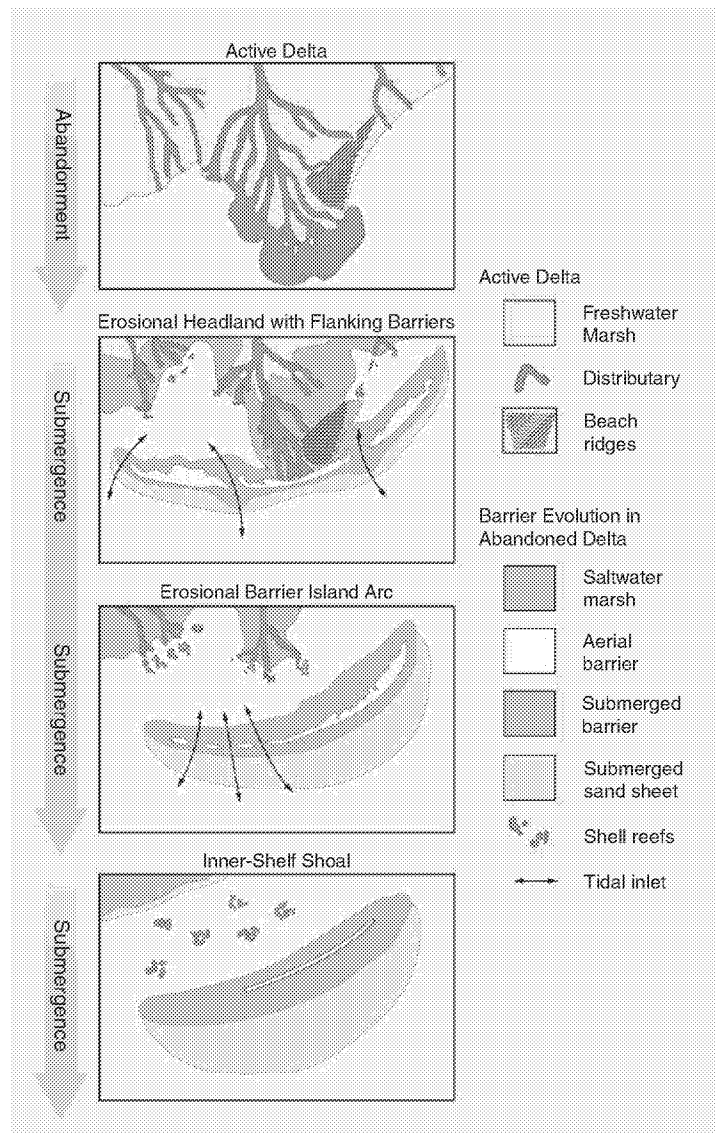 Active Delta
Abandonment
Erosional Headland with Flanking Barriers
Submergence
Erosional Barrier Island Arc
Submergence
Inner-Shelf Shoal
Submergence
Active Delta
Freshwater
Marsh
Distributary
Beach
ridges
Barrier Evolution in
Abandoned Delta
Saltwater
marsh
Aerial
barrier
Submerged
barrier
Submerged
sand sheet
Shell reefs
Tidal inlet